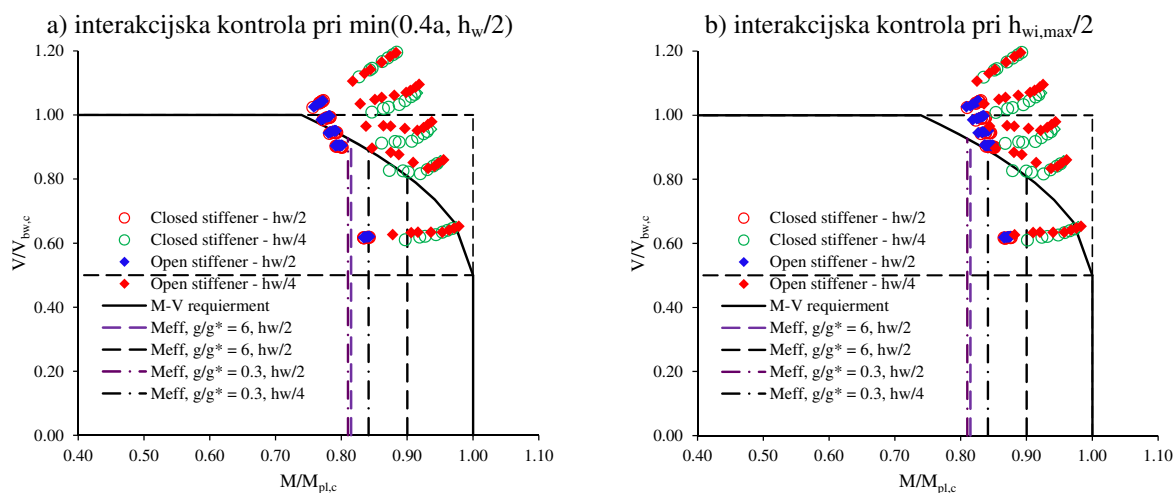 a) interakcijska kontrola pri min(0.4a, hw/2)
1.20
1.00
0.80
0.60
0.40
0.20
0.00
V/Vbw,c
Closed stiffener - hw/2
Closed stiffener - hw/4
Open stiffener - hw/2
Open stiffener - hw/4
M-V requierment
Meff, g/g* = 6, hw/2
Meff, g/g* = 6, hw/2
Meff, g/g* = 0.3, hw/2
Meff, g/g* = 0.3, hw/4
0.40 0.50 0.60 0.70 0.80 0.90 1.00 1.10
M/Mpl,c
b) interakcijska kontrola pri hwi,max/2
1.20
1.00
0.80
0.60
0.40
0.20
0.00
V/Vbw,c
Closed stiffener - hw/2
Closed stiffener - hw/4
Open stiffener - hw/2
Open stiffener - hw/4
M-V requierment
Meff, g/g* = 6, hw/2
Meff, g/g* = 6, hw/2
Meff, g/g* = 0.3, hw/2
Meff, g/g* = 0.3, hw/4
0.40 0.50 0.60 0.70 0.80 0.90 1.00 1.10
M/Mpl,c